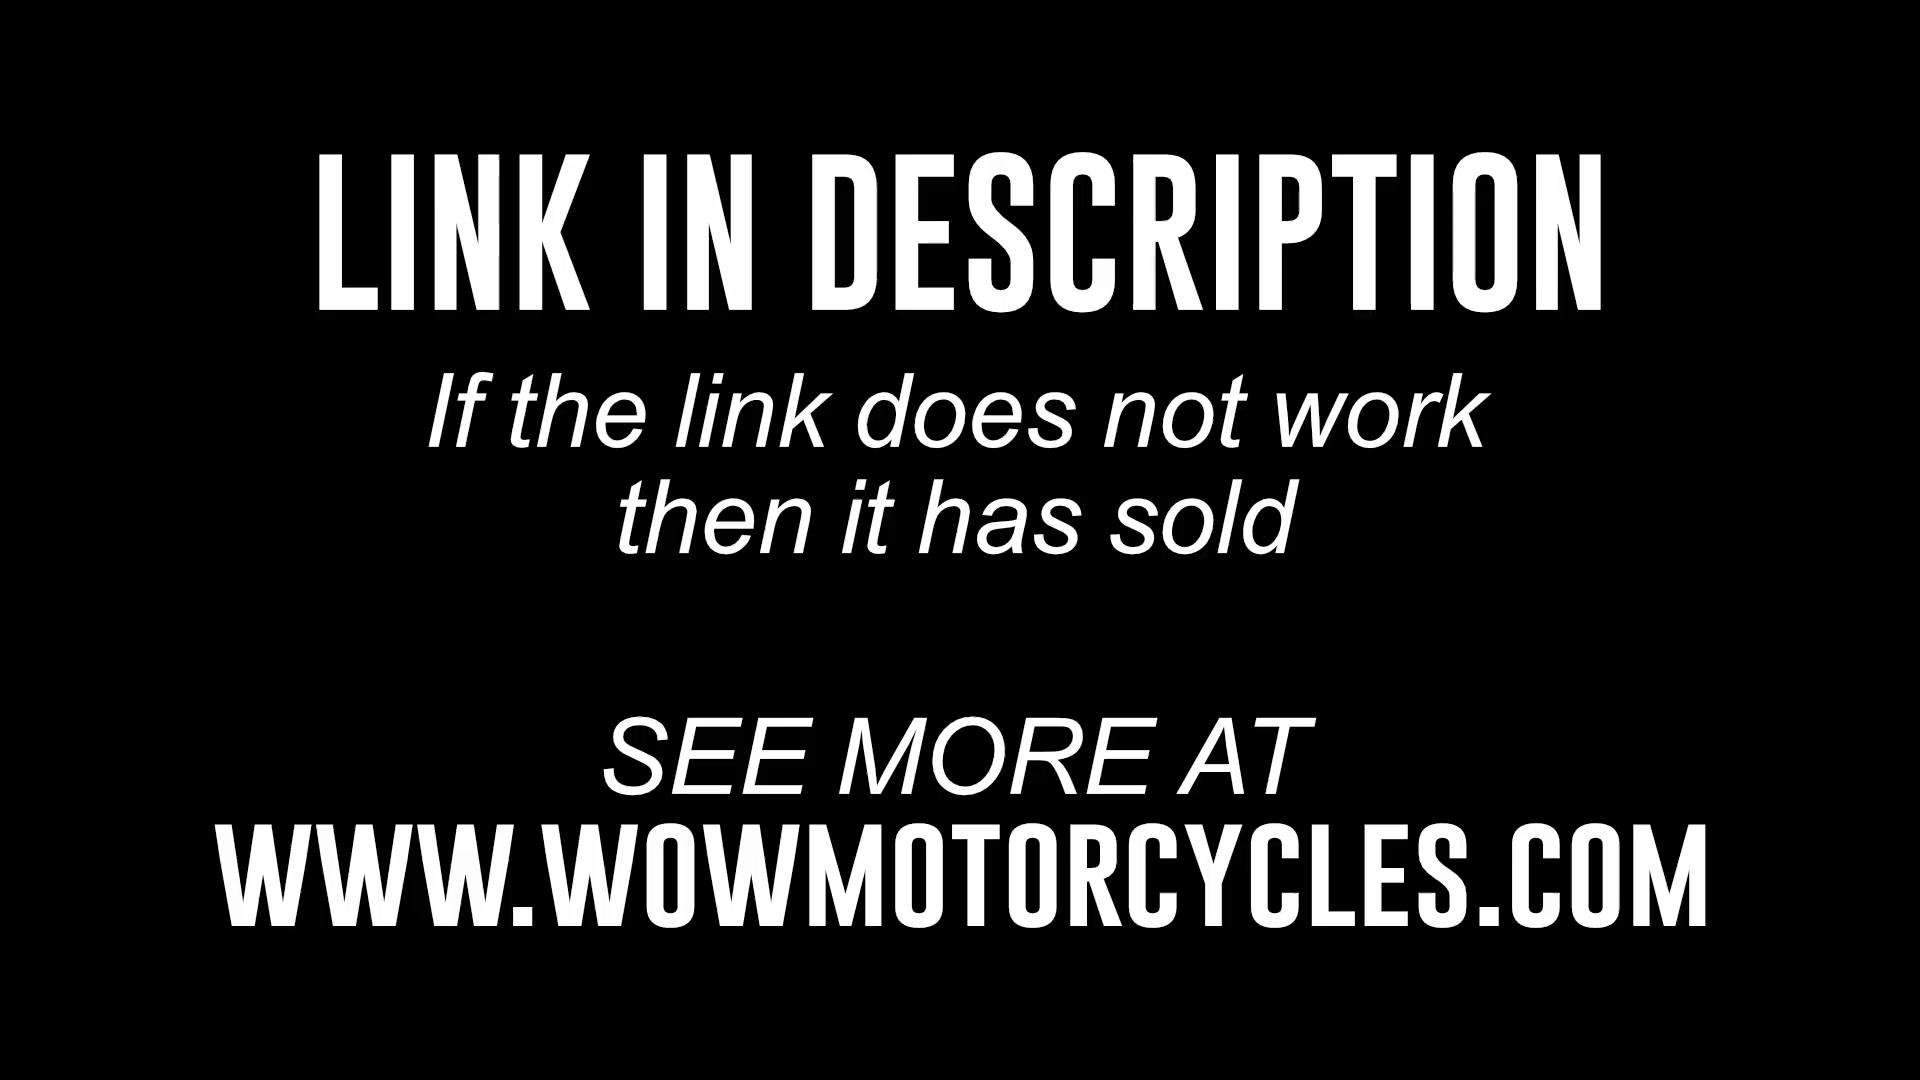 LINK IN DESCRIPTION
If the link does not work
then it has sold
SEE MORE AT
WWW.WOWMOTORCYCLES.COM